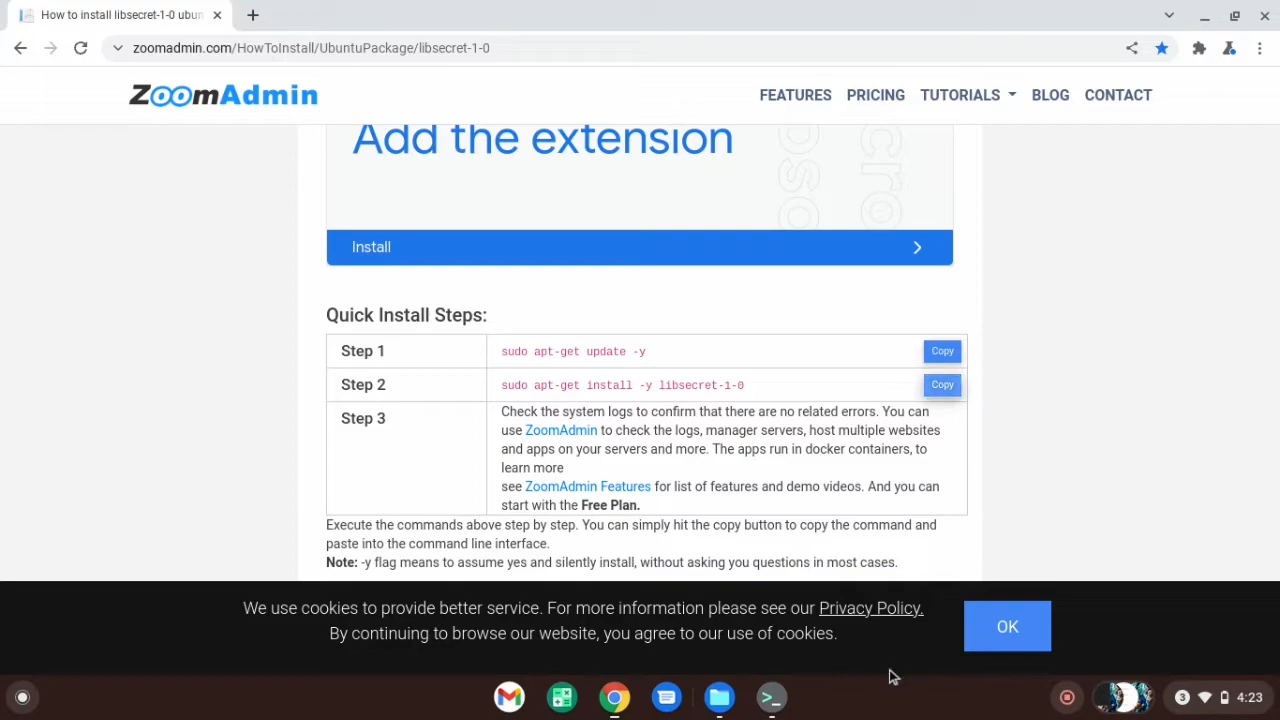 How to install libsecret-1-0 ubun
zoomadmin.com/HowToInstall/UbuntuPackage/libsecret-1-0
ZoomAdmin
FEATURES PRICING TUTORIALS BLOG CONTACT
Add the extension
Install
Quick Install Steps:
Step 1 sudo apt-get update -y Copy
Step 2 sudo apt-get install -y libsecret-1-0 Copy
Step 3 Check the system logs to confirm that there are no related errors. You can
use ZoomAdmin to check the logs, manager servers, host multiple websites
and apps on your servers and more. The apps run in docker containers, to
learn more
see ZoomAdmin Features for list of features and demo videos. And you can
start with the Free Plan.
Execute the commands above step by step. You can simply hit the copy button to copy the command and
paste into the command line interface.
Note: -y flag means to assume yes and silently install, without asking you questions in most cases.
We use cookies to provide better service. For more information please see our Privacy Policy.
By continuing to browse our website, you agree to our use of cookies.
OK
3 4:23